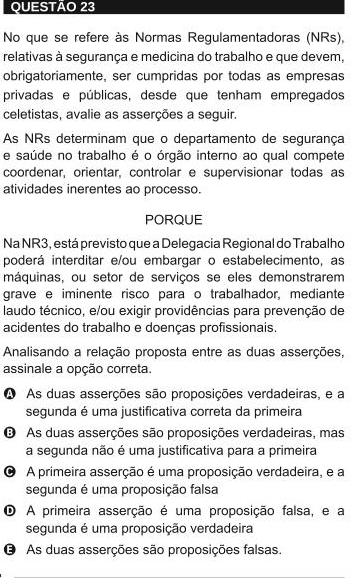 QUESTÃO 23
No que se refere às Normas Regulamentadoras (NRs),
relativas à segurança e medicina do trabalho e que devem,
obrigatoriamente, ser cumpridas por todas as empresas
privadas e públicas, desde que tenham empregados
celetistas, avalie as asserções a seguir.
As NRs determinam que o departamento de segurança
e saúde no trabalho é o órgão interno ao qual compete
coordenar, orientar, controlar e supervisionar todas as
atividades inerentes ao processo.
PORQUE
Na NR3, está previsto que a Delegacia Regional do Trabalho
poderá interditar e/ou embargar o estabelecimento, as
máquinas, ou setor de serviços se eles demonstrarem
grave e iminente risco para o trabalhador, mediante
laudo técnico, e/ou exigir providências para prevenção de
acidentes do trabalho e doenças profissionais.
Analisando a relação proposta entre as duas asserções,
assinale a opção correta.
A As duas asserções são proposições verdadeiras, e a
segunda é uma justificativa correta da primeira
B As duas asserções são proposições verdadeiras, mas
a segunda não é uma justificativa para a primeira
C A primeira asserção é uma proposição verdadeira, e a
segunda é uma proposição falsa
D A primeira asserção é uma proposição falsa, e a
segunda é uma proposição verdadeira
E As duas asserções são proposições falsas.